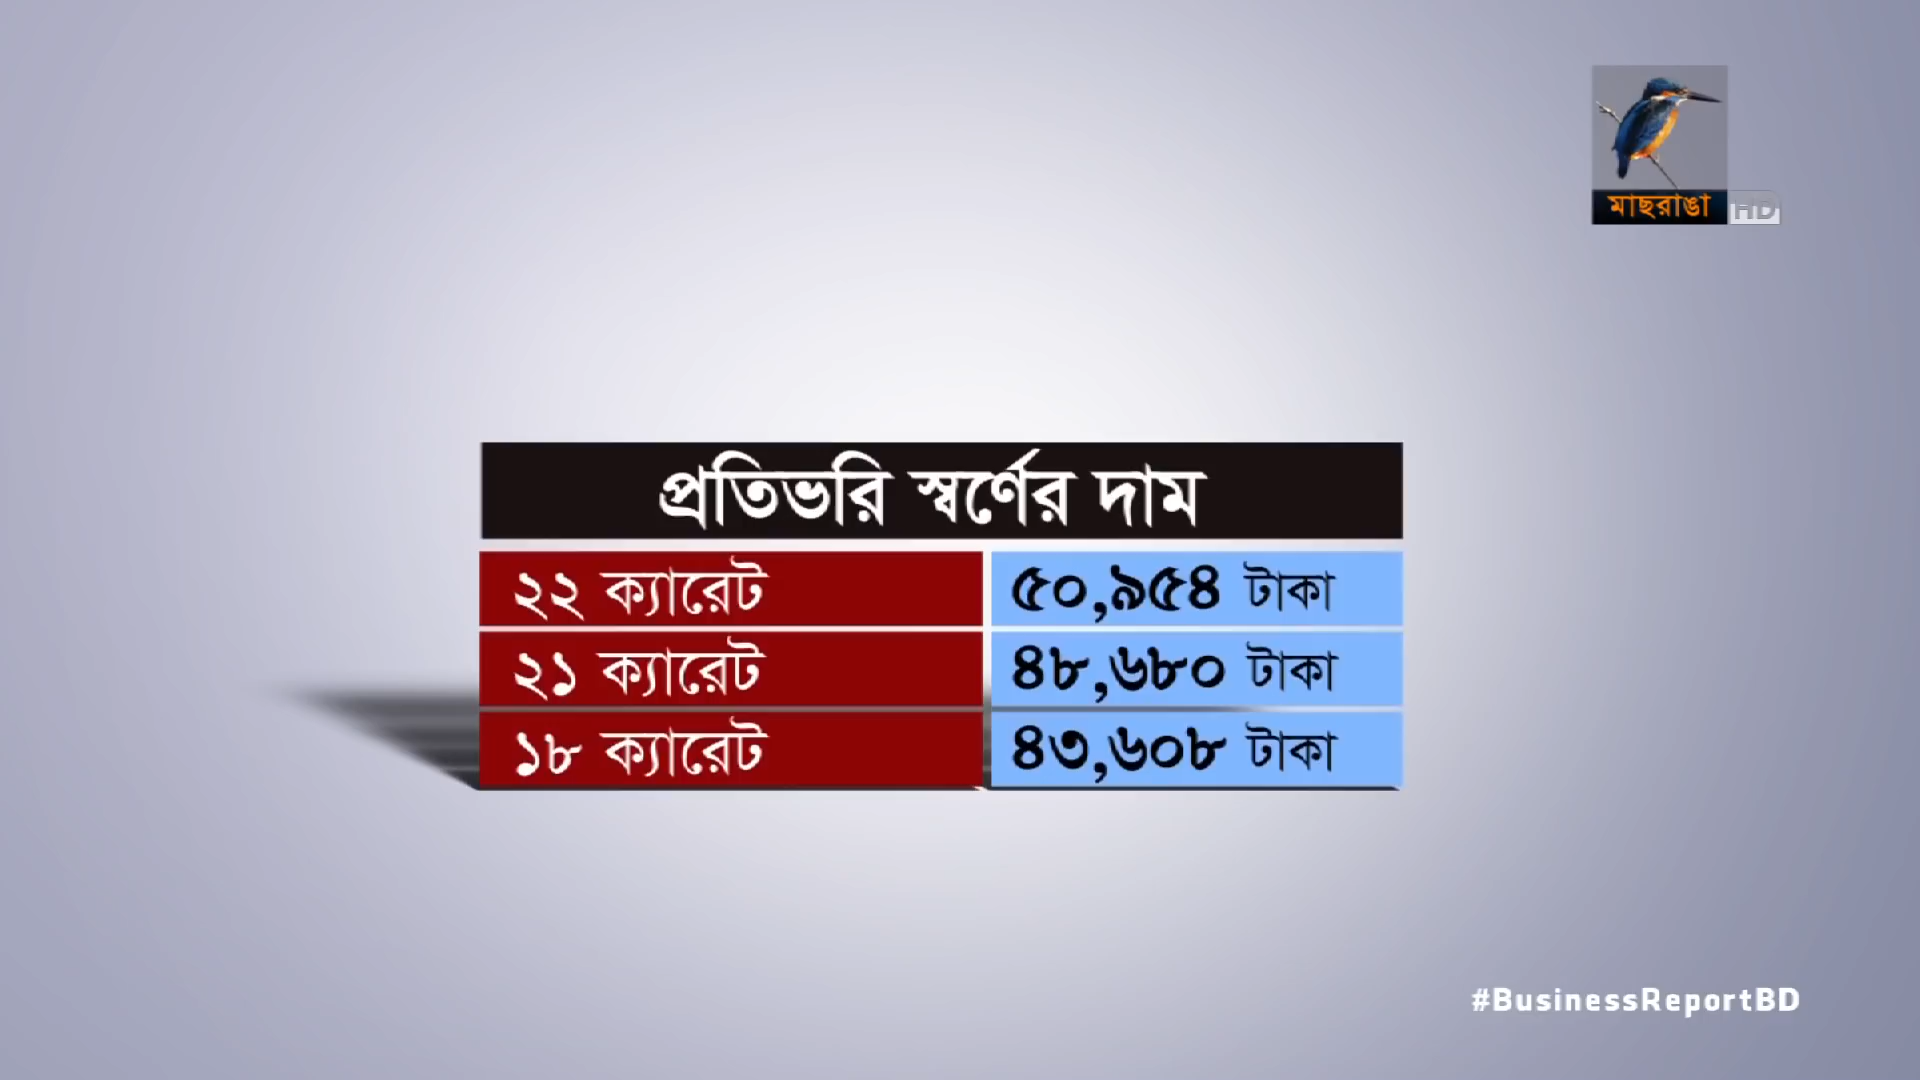 মাছরাঙা HD
প্রতিভরি স্বর্ণের দাম
২২ ক্যারেট ৫০,৯৫৪ টাকা
২১ ক্যারেট ৪৮,৬৮০ টাকা
১৮ ক্যারেট ৪৩,৬০৮ টাকা
#BusinessReportBD